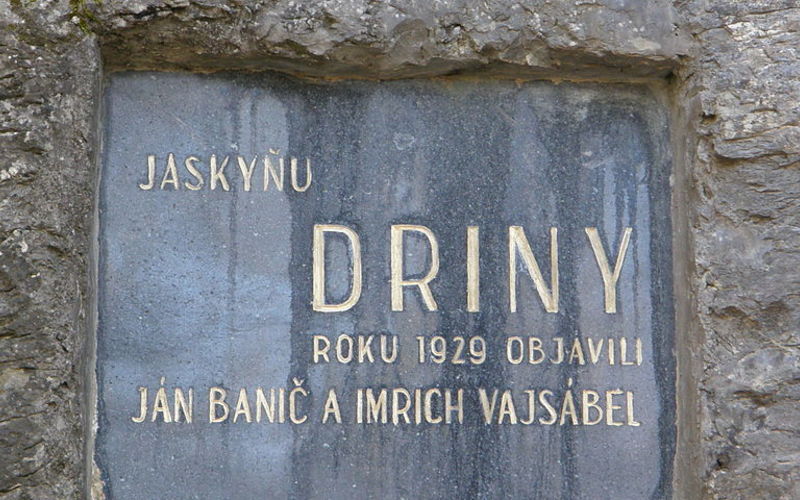 JASKYŇU
DRINY
ROKU 1929 OBJAVILI
JÁN BANIČ A IMRICH VAJSÁBEL